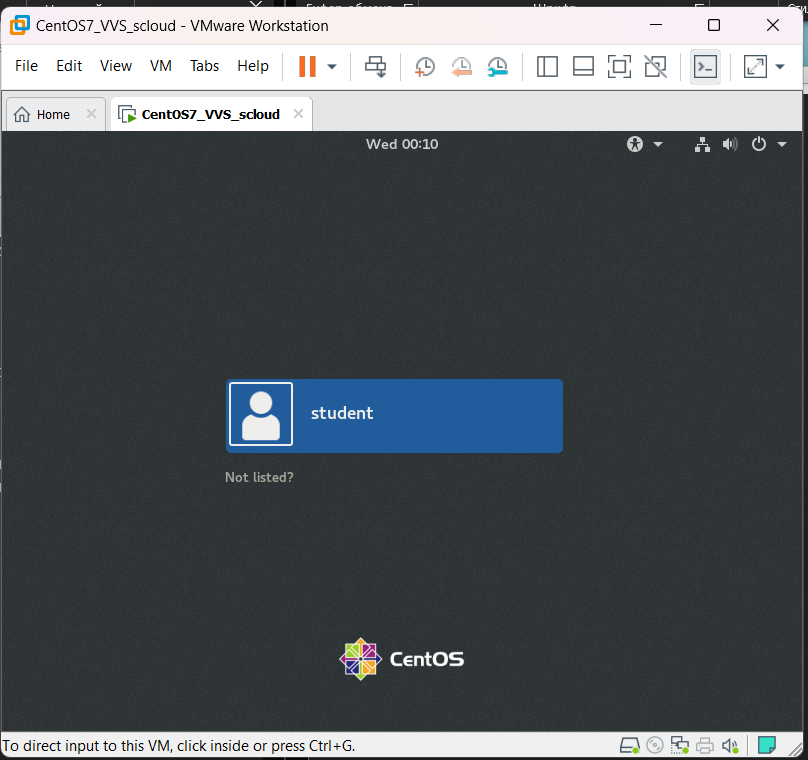 CentOS7_VVS_scloud - VMware Workstation
File Edit View VM Tabs Help
Home CentOS7_VVS_scloud
Wed 00:10
student
Not listed?
CentOS
To direct input to this VM, click inside or press Ctrl+G.